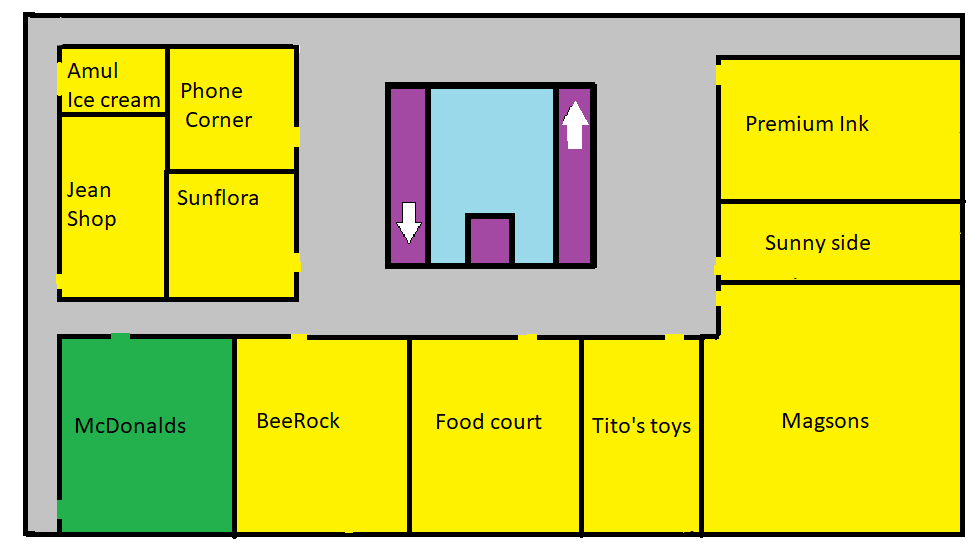 Amul
Ice cream
Phone
Corner
Jean
Shop
Sunflora
Premium Ink
Sunny side
McDonalds
BeeRock
Food court
Tito's toys
Magsons